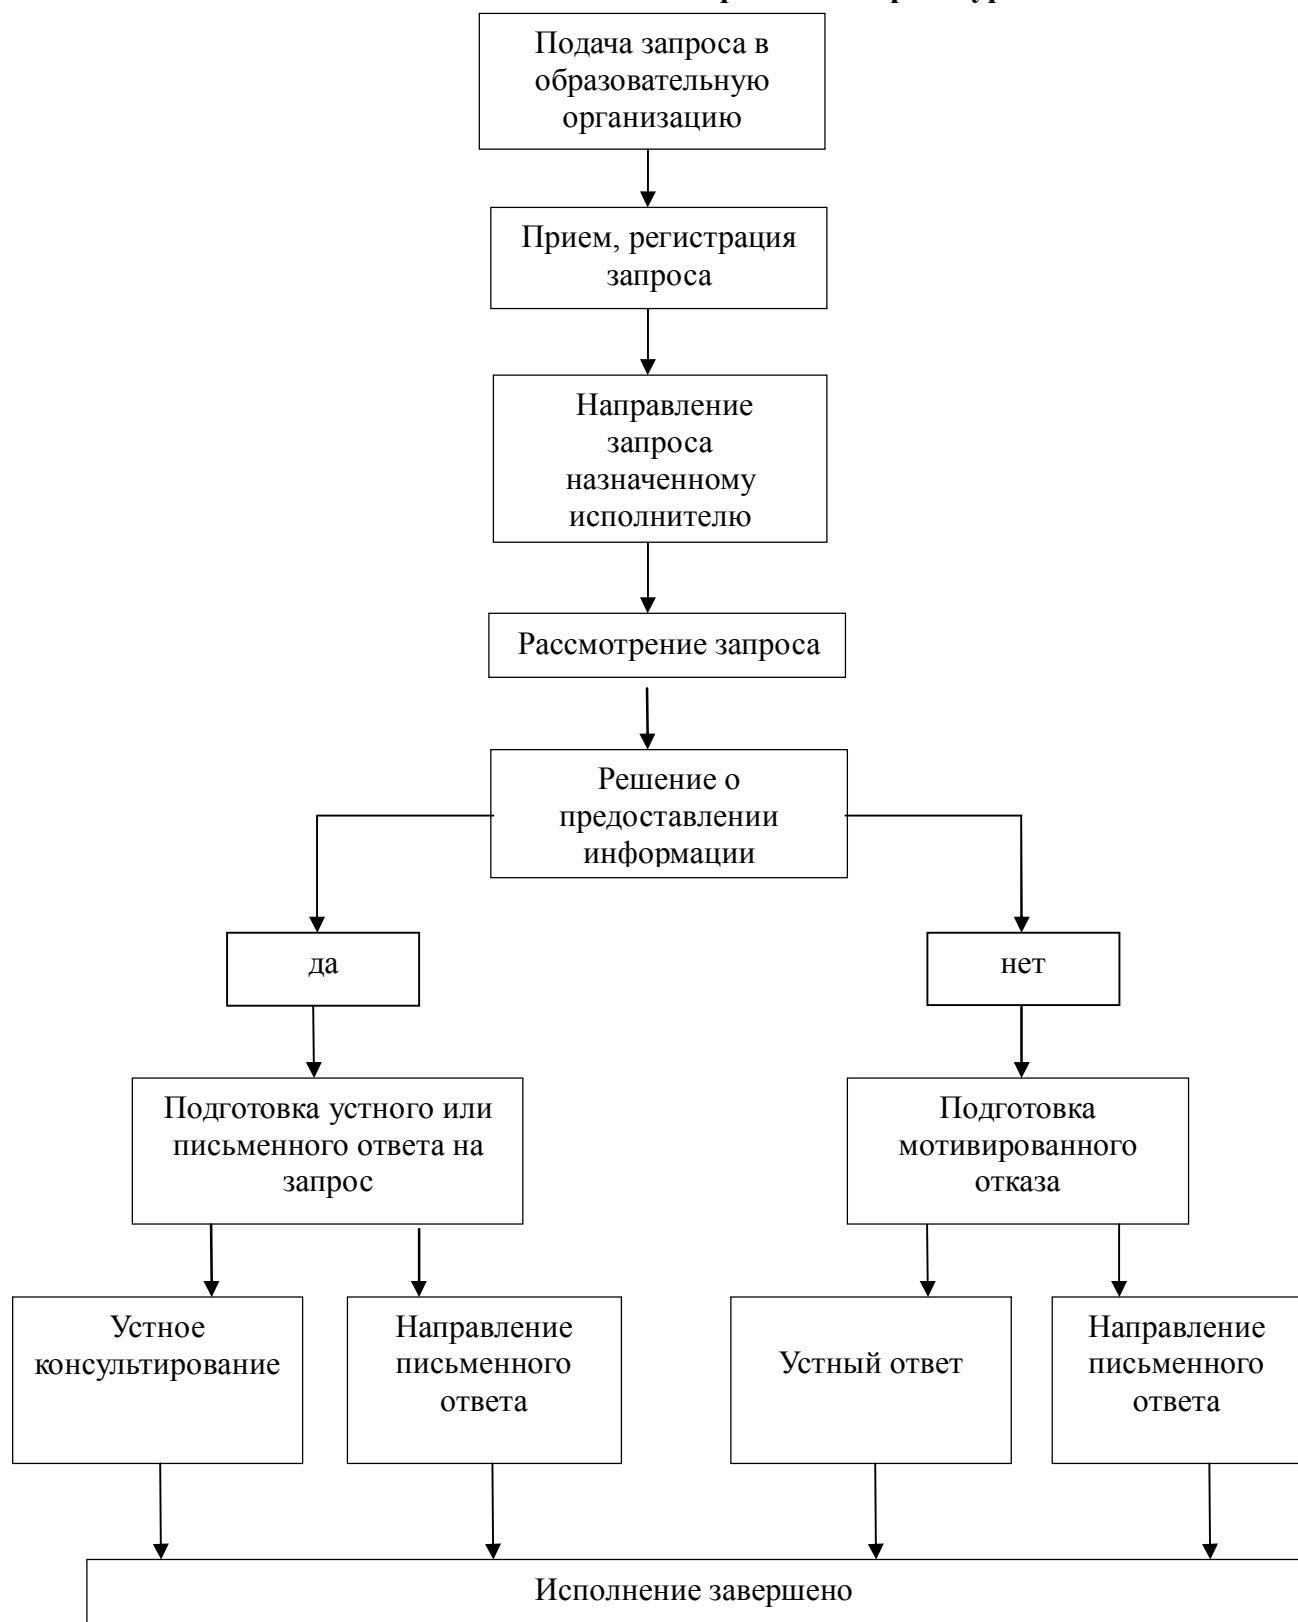 Подача запроса в
образовательную
организацию
Прием, регистрация
запроса
Направление
запроса
назначенному
исполнителю
Рассмотрение запроса
Решение о
предоставлении
информации
да
нет
Подготовка устного или
письменного ответа на
запрос
Подготовка
мотивированного
отказа
Устное
консультирование
Направление
письменного
ответа
Устный ответ
Направление
письменного
ответа
Исполнение завершено